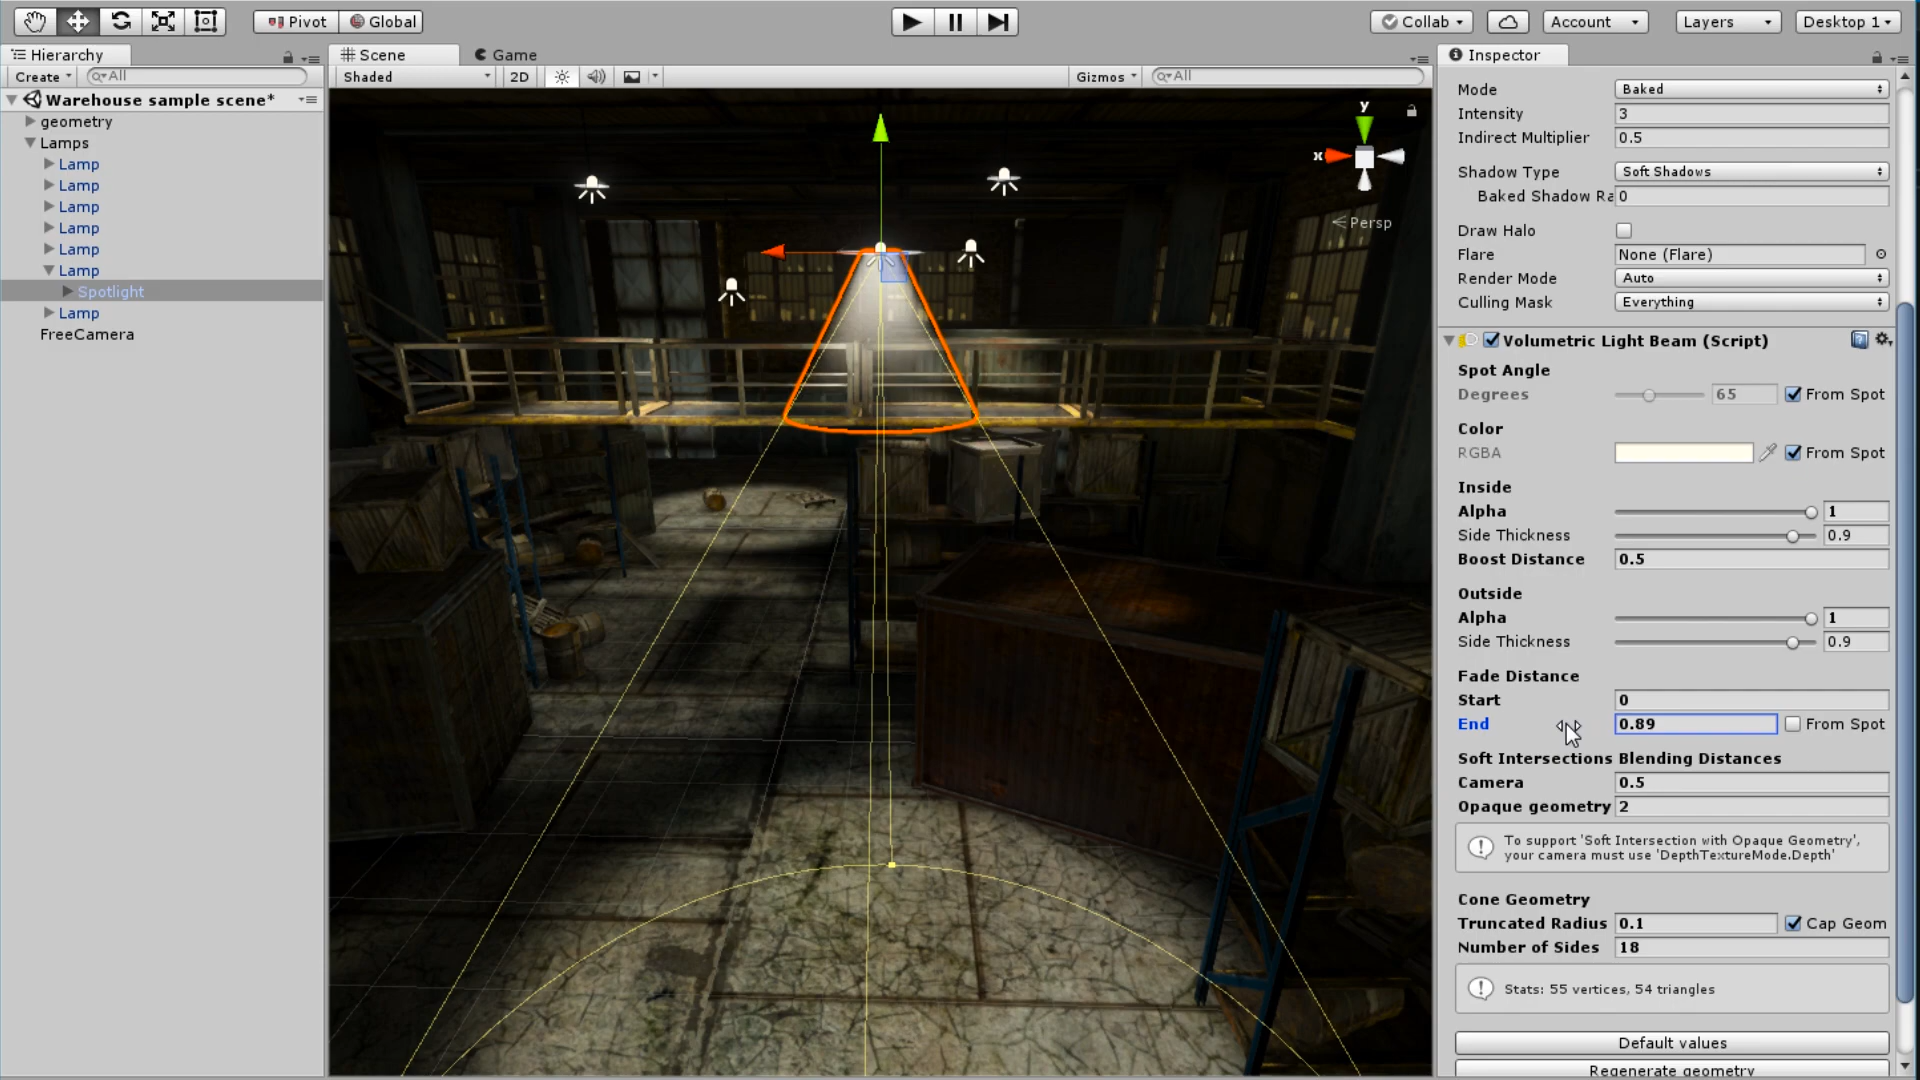 Pivot Global
Collab Account Layers Desktop 1
Hierarchy
Create All
Warehouse sample scene*
geometry
Lamps
Lamp
Lamp
Lamp
Lamp
Lamp
Lamp
Spotlight
Lamp
FreeCamera
Scene Game
Shaded 2D Gizmos All
y
x
Persp
Inspector
Mode Baked
Intensity 3
Indirect Multiplier 0.5
Shadow Type Soft Shadows
Baked Shadow Ra 0
Draw Halo
Flare None (Flare)
Render Mode Auto
Culling Mask Everything
Volumetric Light Beam (Script)
Spot Angle
Degrees 65 From Spot
Color
RGBA From Spot
Inside
Alpha 1
Side Thickness 0.9
Boost Distance 0.5
Outside
Alpha 1
Side Thickness 0.9
Fade Distance
Start 0
End 0.89 From Spot
Soft Intersections Blending Distances
Camera 0.5
Opaque geometry 2
To support 'Soft Intersection with Opaque Geometry',
your camera must use 'DepthTextureMode.Depth'
Cone Geometry
Truncated Radius 0.1 Cap Geom
Number of Sides 18
Stats: 55 vertices, 54 triangles
Default values
Regenerate geometry